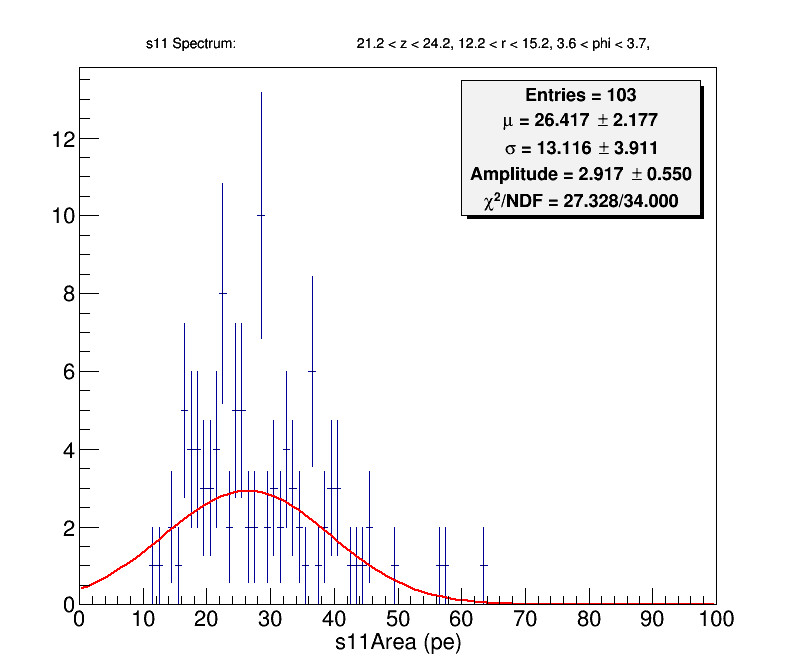 s11 Spectrum: 21.2 < z < 24.2, 12.2 < r < 15.2, 3.6 < phi < 3.7,
Entries = 103
μ = 26.417 ± 2.177
σ = 13.116 ± 3.911
Amplitude = 2.917 ± 0.550
χ²/NDF = 27.328/34.000
12
10
8
6
4
2
0
0 10 20 30 40 50 60 70 80 90 100
s11Area (pe)